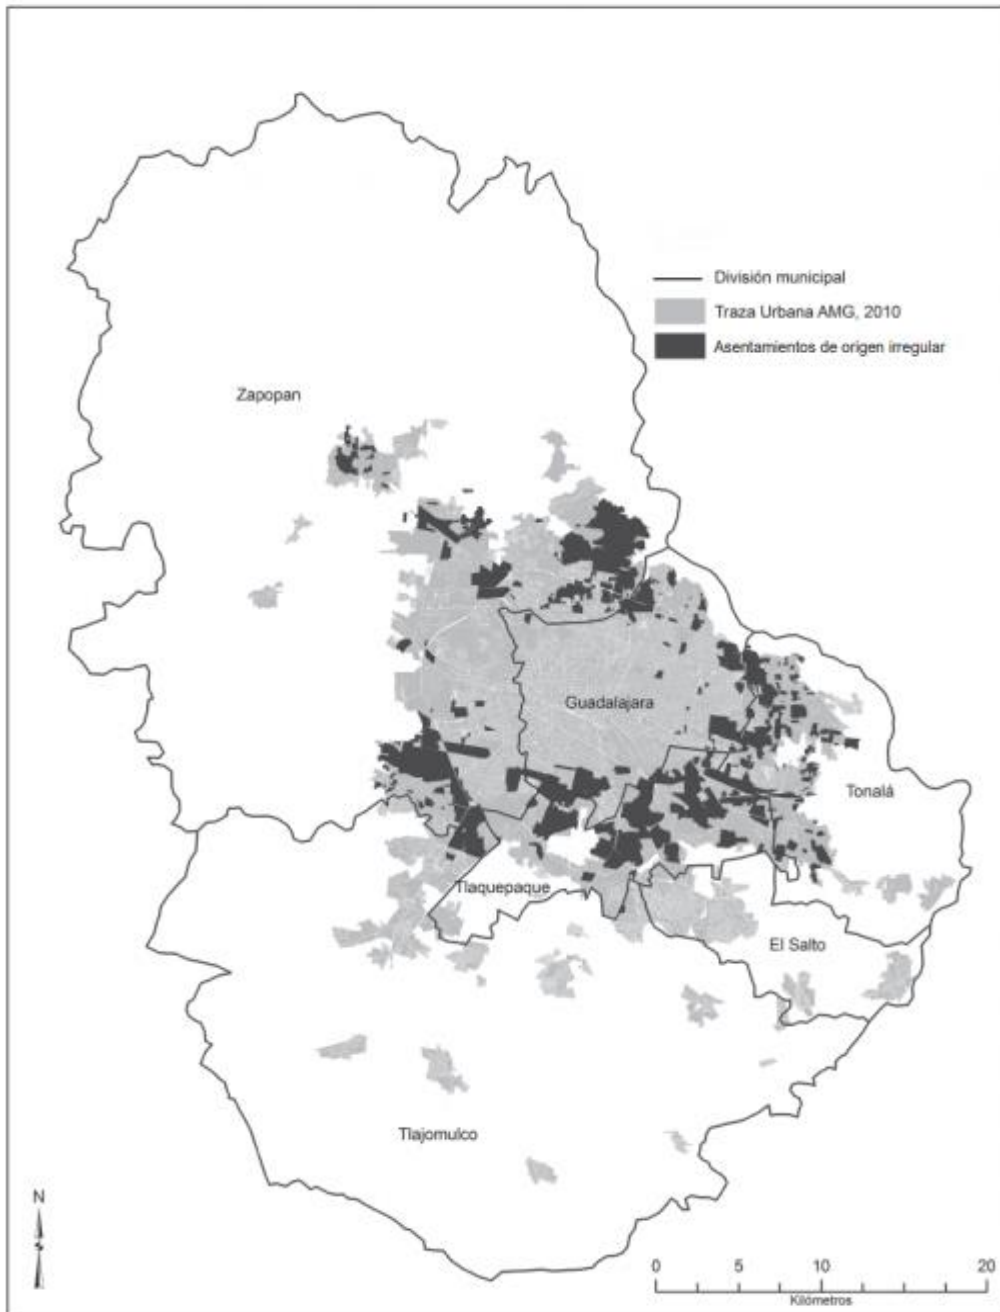 División municipal
Traza Urbana AMG, 2010
Asentamientos de origen irregular
Zapopan
Guadalajara
Tonalá
Tlaquepaque
El Salto
Tlajomulco
N
0 5 10 20
Kilómetros